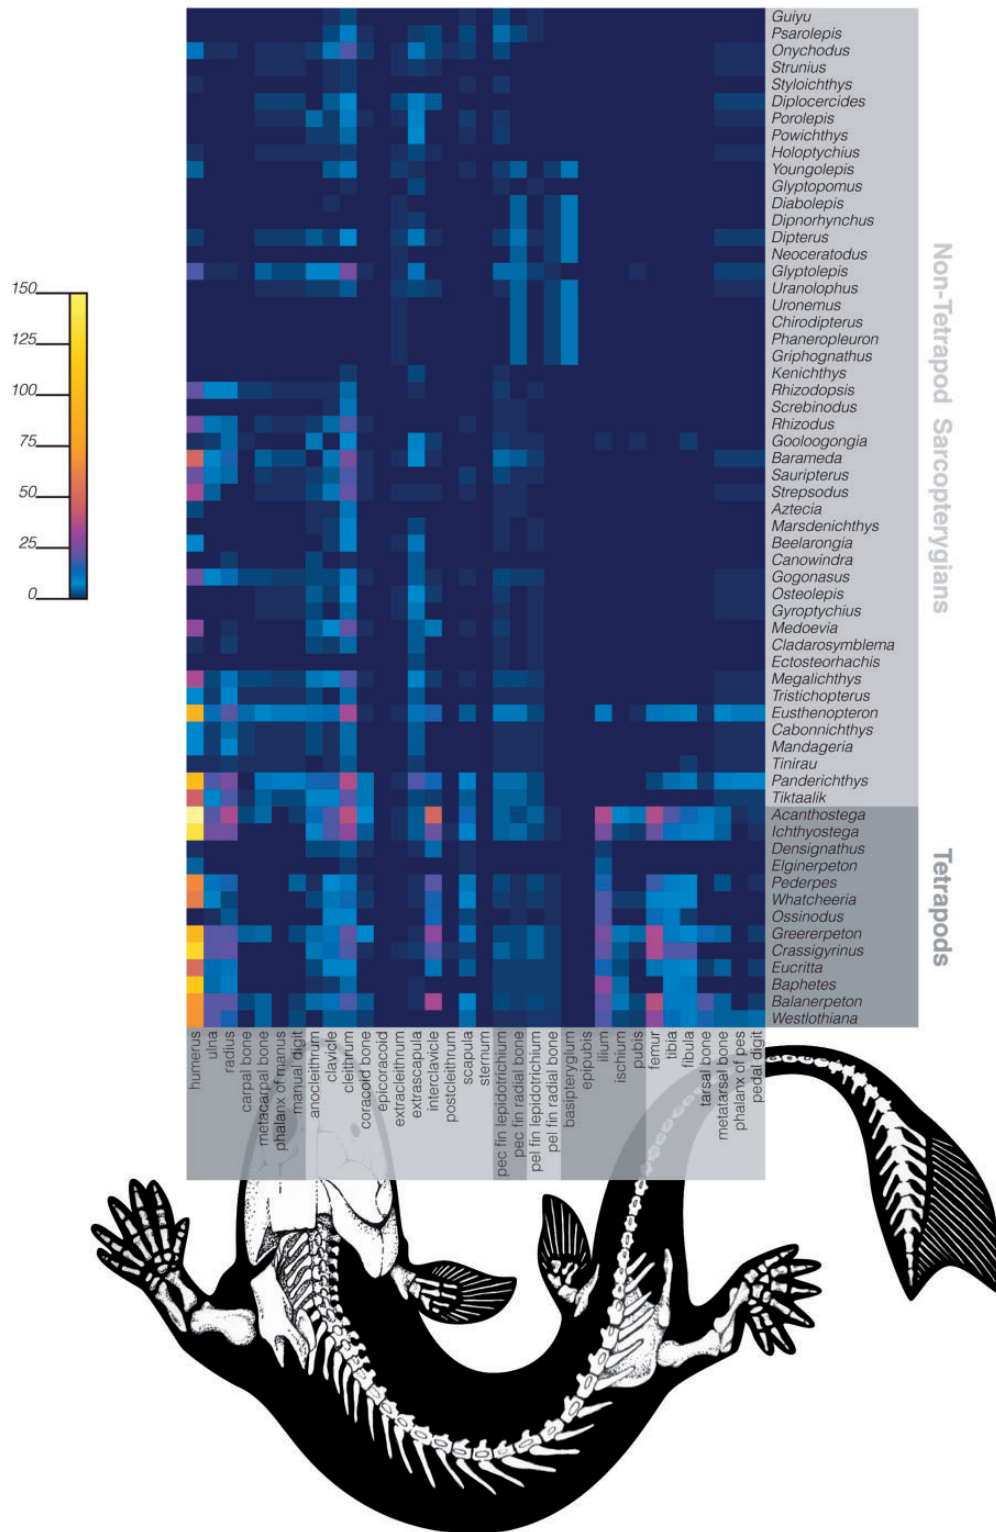 Guiyu
Psarolepis
Onychodus
Strunius
Styloichthys
Diplocercides
Porolepis
Powichthys
Holoptychius
Youngolepis
Glyptopomus
Diabolepis
Dipnorhynchus
Dipterus
Neoceratodus
Glyptolepis
Uranolophus
Uronemus
Chirodipterus
Phaneropleuron
Griphognathus
Kenichthys
Rhizodopsis
Screbinodus
Rhizodus
Gooloogongia
Barameda
Sauripterus
Strepsodus
Aztecia
Marsdenichthys
Beelarongia
Canowindra
Gogonasus
Osteolepis
Gyroptychius
Medoevia
Cladarosymblema
Ectosteorhachis
Megalichthys
Tristichopterus
Eusthenopteron
Cabonnichthys
Mandageria
Tinirau
Panderichthys
Tiktaalik
Acanthostega
Ichthyostega
Densignathus
Elginerpeton
Pederpes
Whatcheeria
Ossinodus
Greererpeton
Crassigyrinus
Eucritta
Baphetes
Balanerpeton
Westlothiana
Non-Tetrapod Sarcopterygians
Tetrapods
150
125
100
75
50
25
0
humerus
ulna
radius
carpal bone
metacarpal bone
phalanx of manus
manual digit
anocleithrum
clavicle
cleithrum
coracoid bone
epicoracoid
extracleithrum
extrascapula
interclavicle
postcleithrum
scapula
sternum
pec fin lepidotrichium
pec fin radial bone
pel fin lepidotrichium
pel fin radial bone
basipterygium
epipubis
ilium
ischium
pubis
femur
tibia
fibula
tarsal bone
metatarsal bone
phalanx of pes
pedal digit